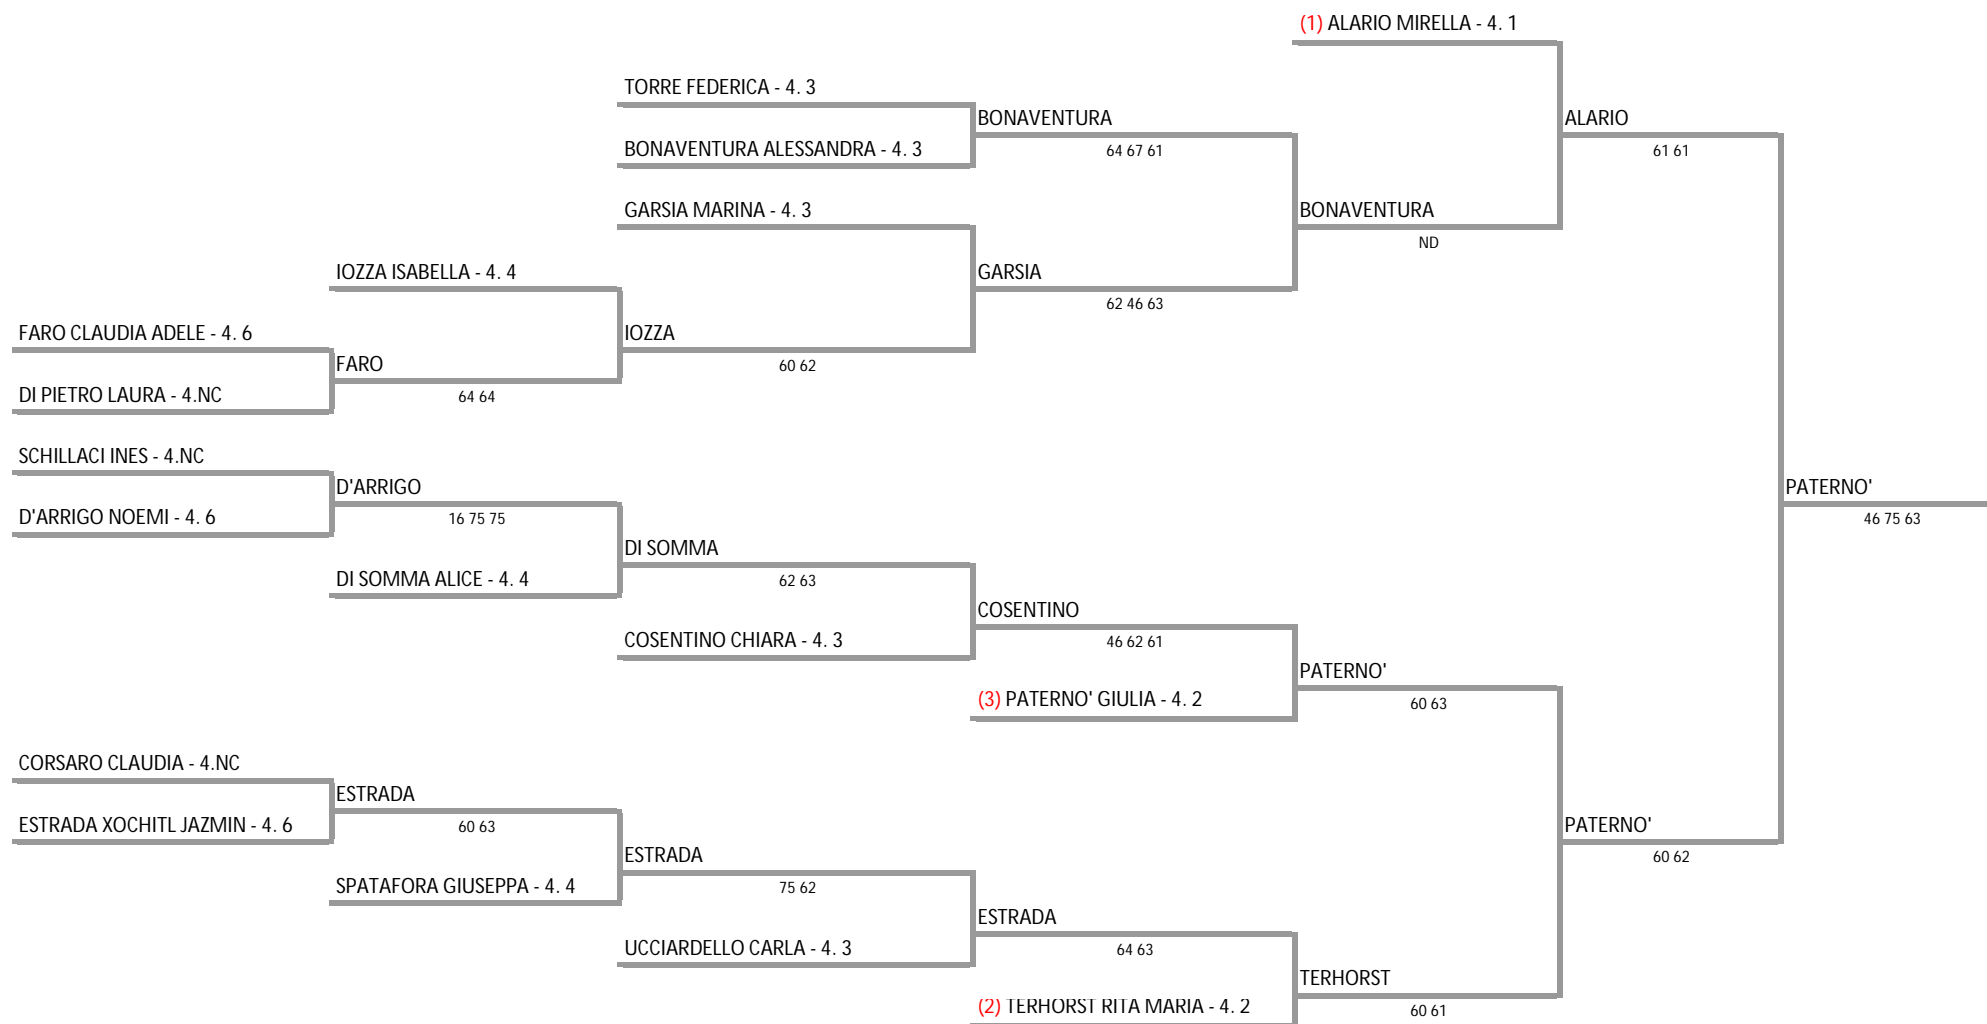 (1) ALARIO MIRELLA - 4. 1
TORRE FEDERICA - 4. 3
BONAVENTURA
ALARIO
BONAVENTURA ALESSANDRA - 4. 3
64 67 61
61 61
GARSIA MARINA - 4. 3
BONAVENTURA
ND
IOZZA ISABELLA - 4. 4
GARSIA
62 46 63
FARO CLAUDIA ADELE - 4. 6
IOZZA
FARO
60 62
DI PIETRO LAURA - 4.NC
64 64
SCHILLACI INES - 4.NC
D'ARRIGO
PATERNO'
D'ARRIGO NOEMI - 4. 6
16 75 75
46 75 63
DI SOMMA
DI SOMMA ALICE - 4. 4
62 63
COSENTINO
COSENTINO CHIARA - 4. 3
46 62 61
PATERNO'
(3) PATERNO' GIULIA - 4. 2
60 63
CORSARO CLAUDIA - 4.NC
ESTRADA
ESTRADA XOCHITL JAZMIN - 4. 6
60 63
PATERNO'
ESTRADA
60 62
SPATAFORA GIUSEPPA - 4. 4
75 62
ESTRADA
UCCIARDELLO CARLA - 4. 3
64 63
TERHORST
(2) TERHORST RITA MARIA - 4. 2
60 61